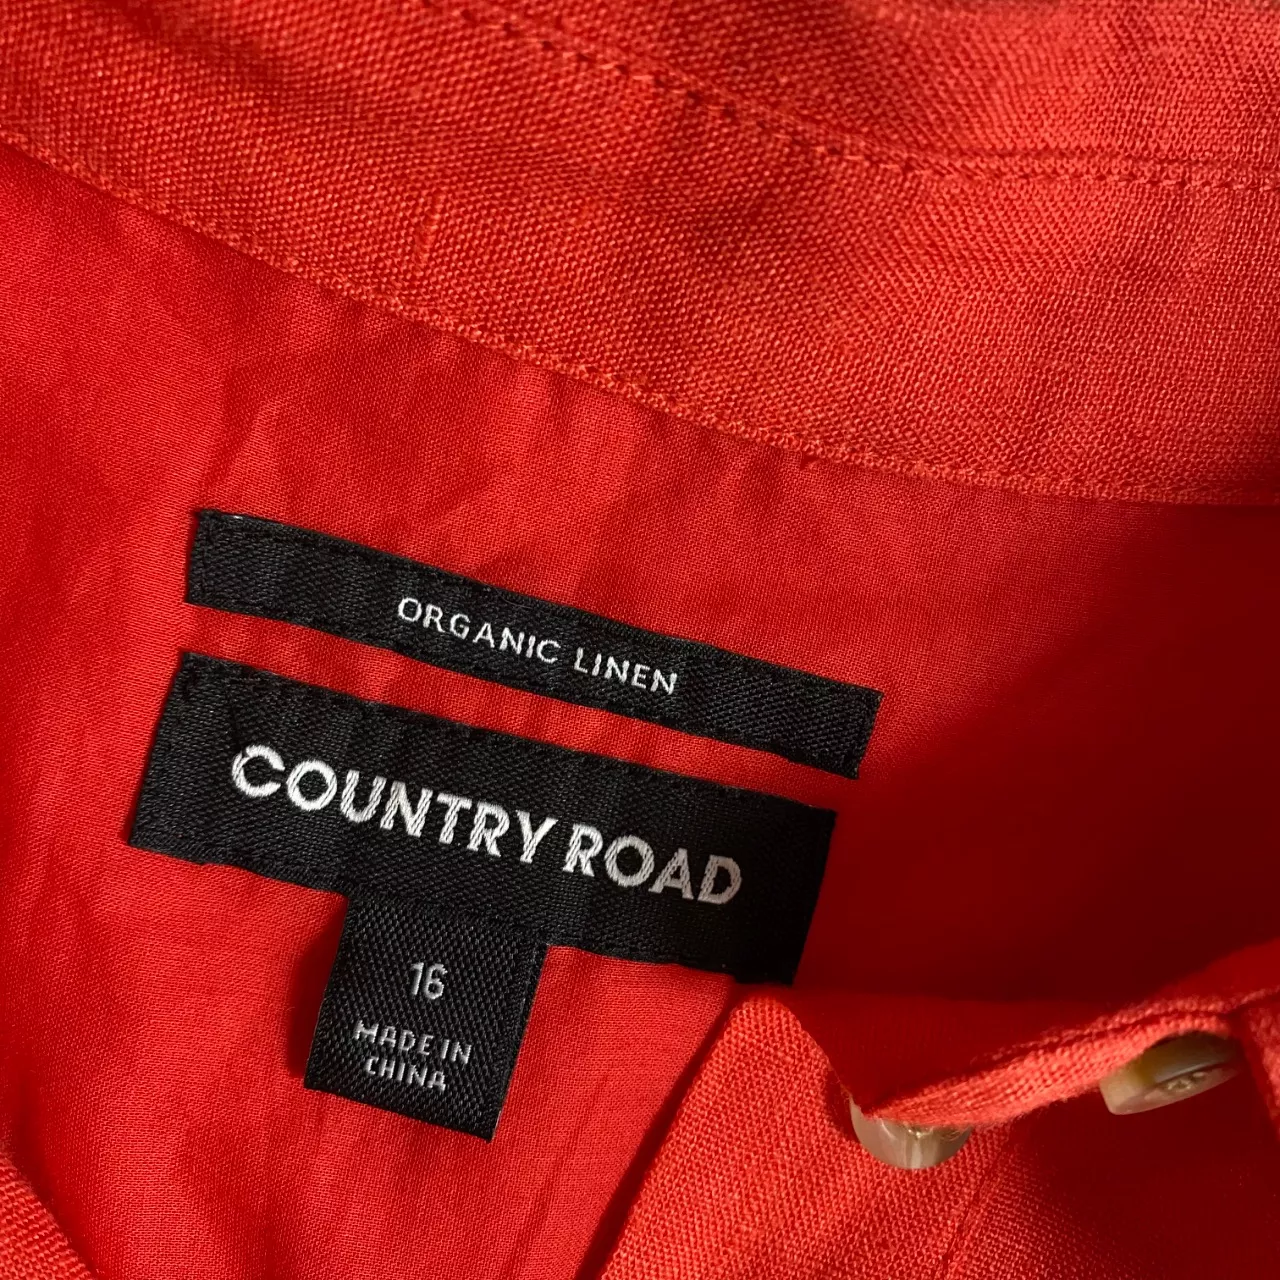 ORGANIC LINEN
COUNTRY ROAD
16
MADE IN
CHINA